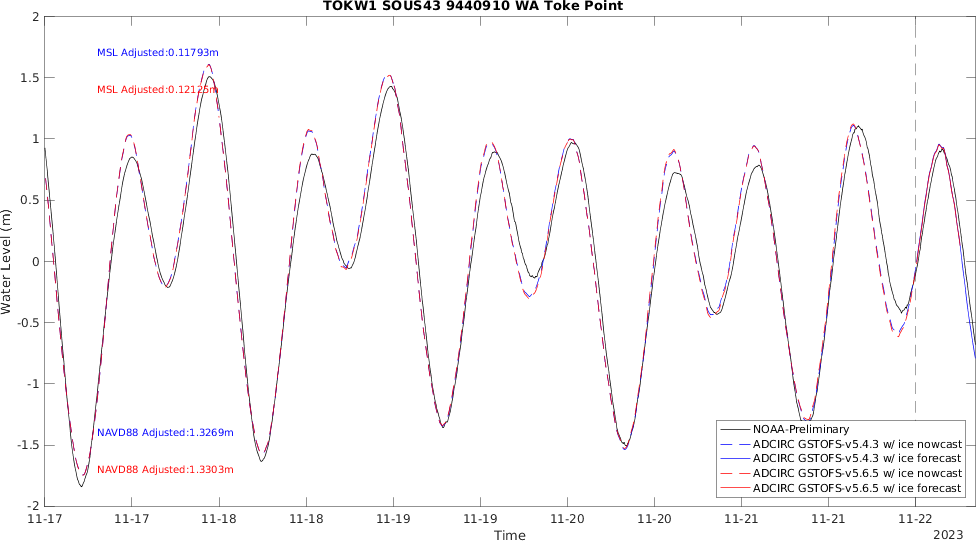 TOKW1 SOUS43 9440910 WA Toke Point
2
1.5
1
0.5
0
-0.5
-1
-1.5
-2
Water Level (m)
MSL Adjusted:0.11793m
MSL Adjusted:0.12125m
NAVD88 Adjusted:1.3269m
NAVD88 Adjusted:1.3303m
NOAA-Preliminary
ADCIRC GSTOFS-v5.4.3 w/ ice nowcast
ADCIRC GSTOFS-v5.4.3 w/ ice forecast
ADCIRC GSTOFS-v5.6.5 w/ ice nowcast
ADCIRC GSTOFS-v5.6.5 w/ ice forecast
11-17 11-17 11-18 11-18 11-19 11-19 11-20 11-20 11-21 11-21 11-22
Time
2023